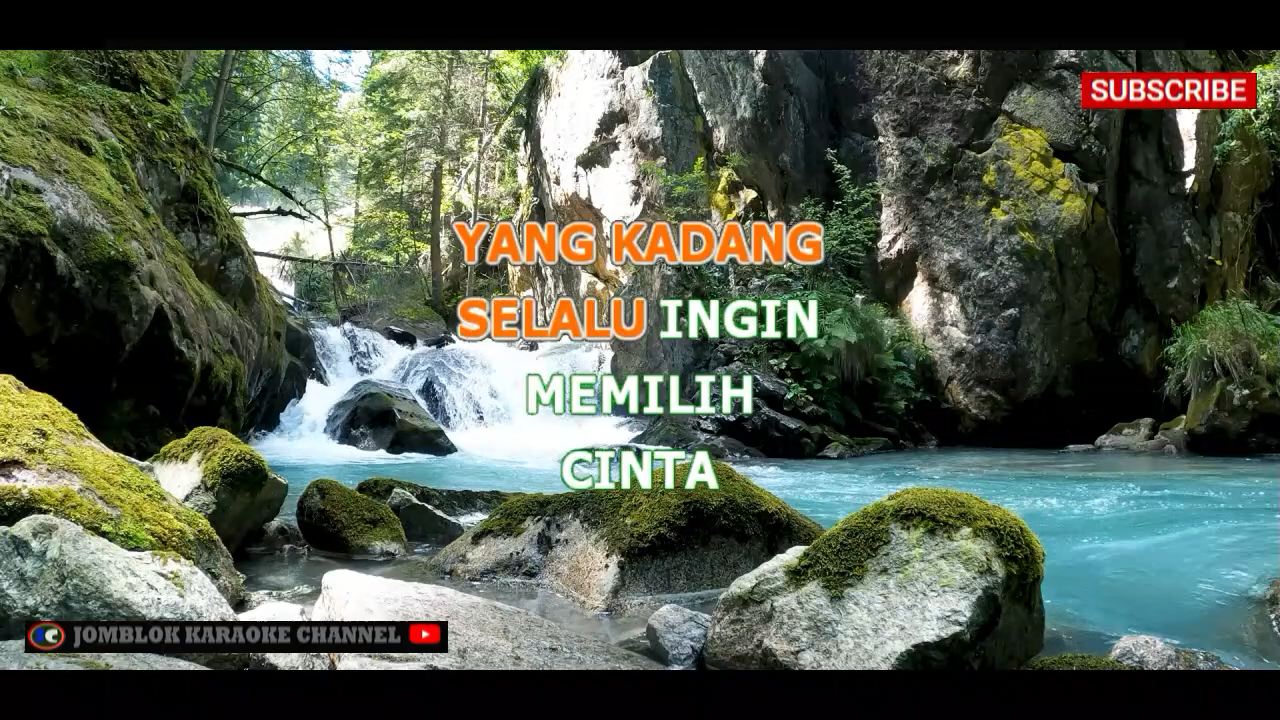 SUBSCRIBE
YANG KADANG
SELALU INGIN
MEMILIH
CINTA
JOMBLOK KARAOKE CHANNEL